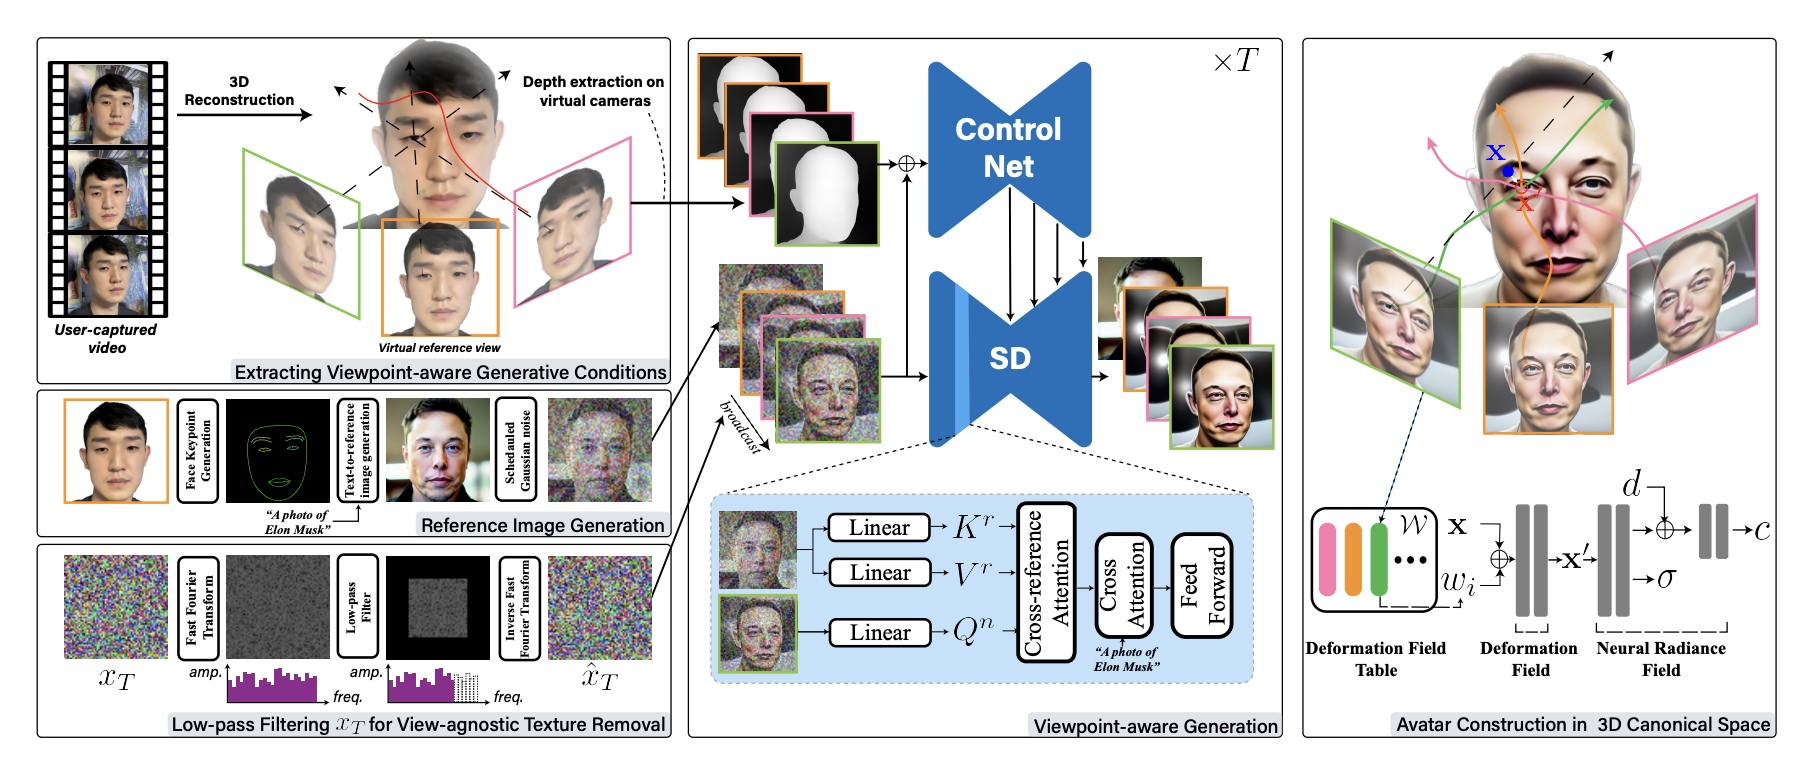 3D
Reconstruction
Depth extraction on
virtual cameras
User-captured
video
Virtual reference view
Extracting Viewpoint-aware Generative Conditions
Face Keypoint
Generation
Text-to-reference
image generation
Scheduled
Gaussian noise
“A photo of
Elon Musk”
Reference Image Generation
Fast Fourier
Transform
Low-pass
Filter
Inverse Fast
Fourier Transform
x_T
amp.
freq.
amp.
freq.
x̂_T
Low-pass Filtering x_T for View-agnostic Texture Removal
×T
Control
Net
⊕
SD
broadcast
Linear
K^r
Linear
V^r
Linear
Q^n
Cross-reference
Attention
Cross
Attention
Feed
Forward
“A photo of
Elon Musk”
Viewpoint-aware Generation
x
x'
W
...
x
w_i
⊕
x'
d
⊕
c
σ
Deformation Field
Table
Deformation
Field
Neural Radiance
Field
Avatar Construction in 3D Canonical Space